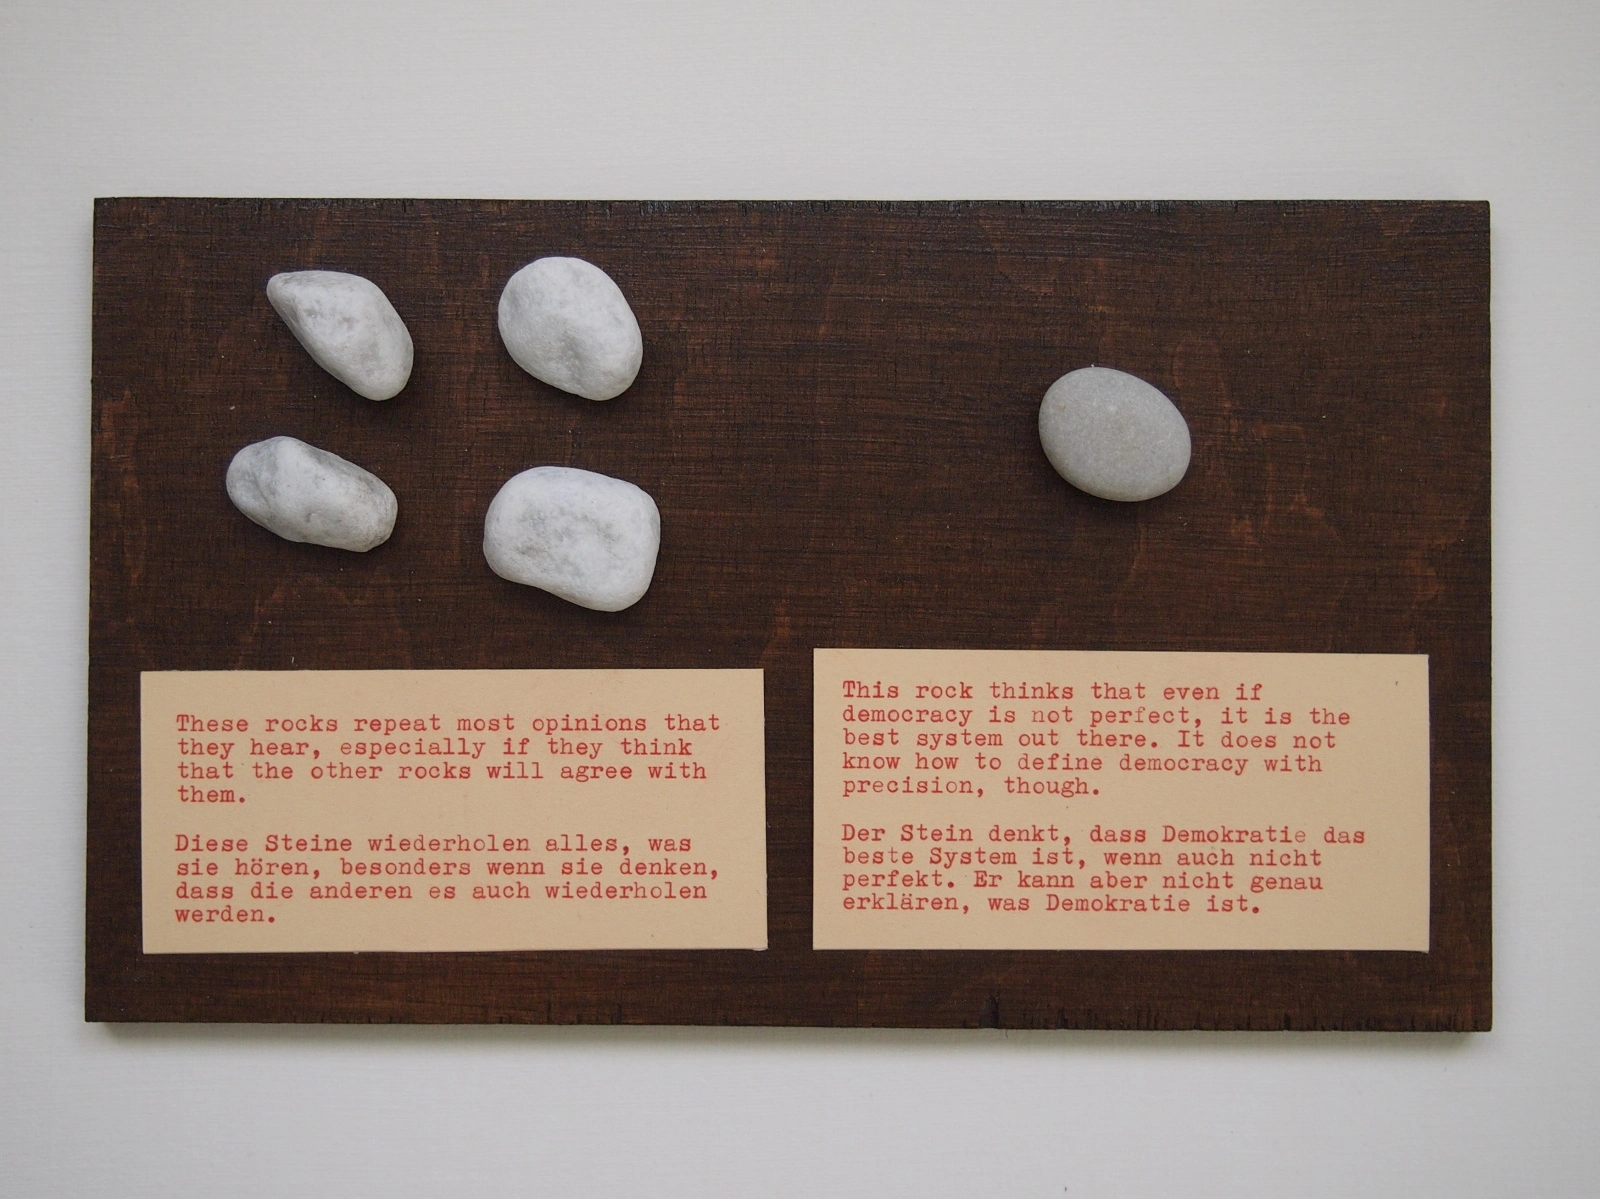 These rocks repeat most opinions that
they hear, especially if they think
that the other rocks will agree with
them.
Diese Steine wiederholen alles, was
sie hören, besonders wenn sie denken,
dass die anderen es auch wiederholen
werden.
This rock thinks that even if
democracy is not perfect, it is the
best system out there. It does not
know how to define democracy with
precision, though.
Der Stein denkt, dass Demokratie das
beste System ist, wenn auch nicht
perfekt. Er kann aber nicht genau
erklären, was Demokratie ist.